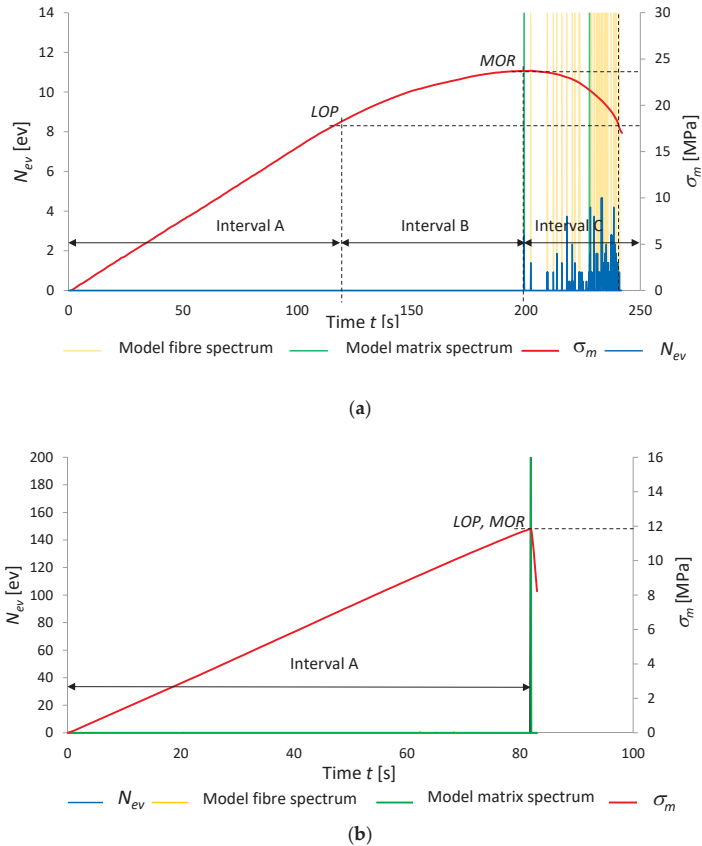 14
12
10
8
6
4
2
0
N_ev [ev]
30
25
20
15
10
5
0
σ_m [MPa]
MOR
LOP
Interval A
Interval B
Interval C
0
50
100
150
200
250
Time t [s]
Model fibre spectrum
Model matrix spectrum
σ_m
N_ev
(a)
200
180
160
140
120
100
80
60
40
20
0
N_ev [ev]
16
14
12
10
8
6
4
2
0
σ_m [MPa]
LOP, MOR
Interval A
0
20
40
60
80
100
Time t [s]
N_ev
Model fibre spectrum
Model matrix spectrum
σ_m
(b)